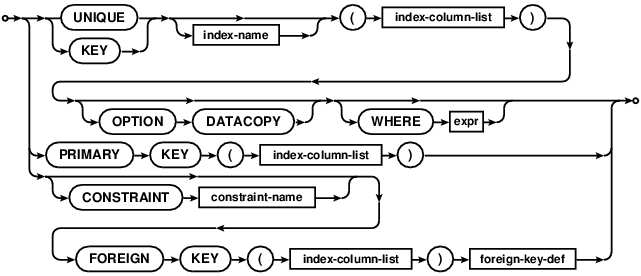 UNIQUE ( index-column-list )
KEY index-name
OPTION DATACOPY WHERE expr
PRIMARY KEY ( index-column-list )
CONSTRAINT constraint-name
FOREIGN KEY ( index-column-list ) foreign-key-def